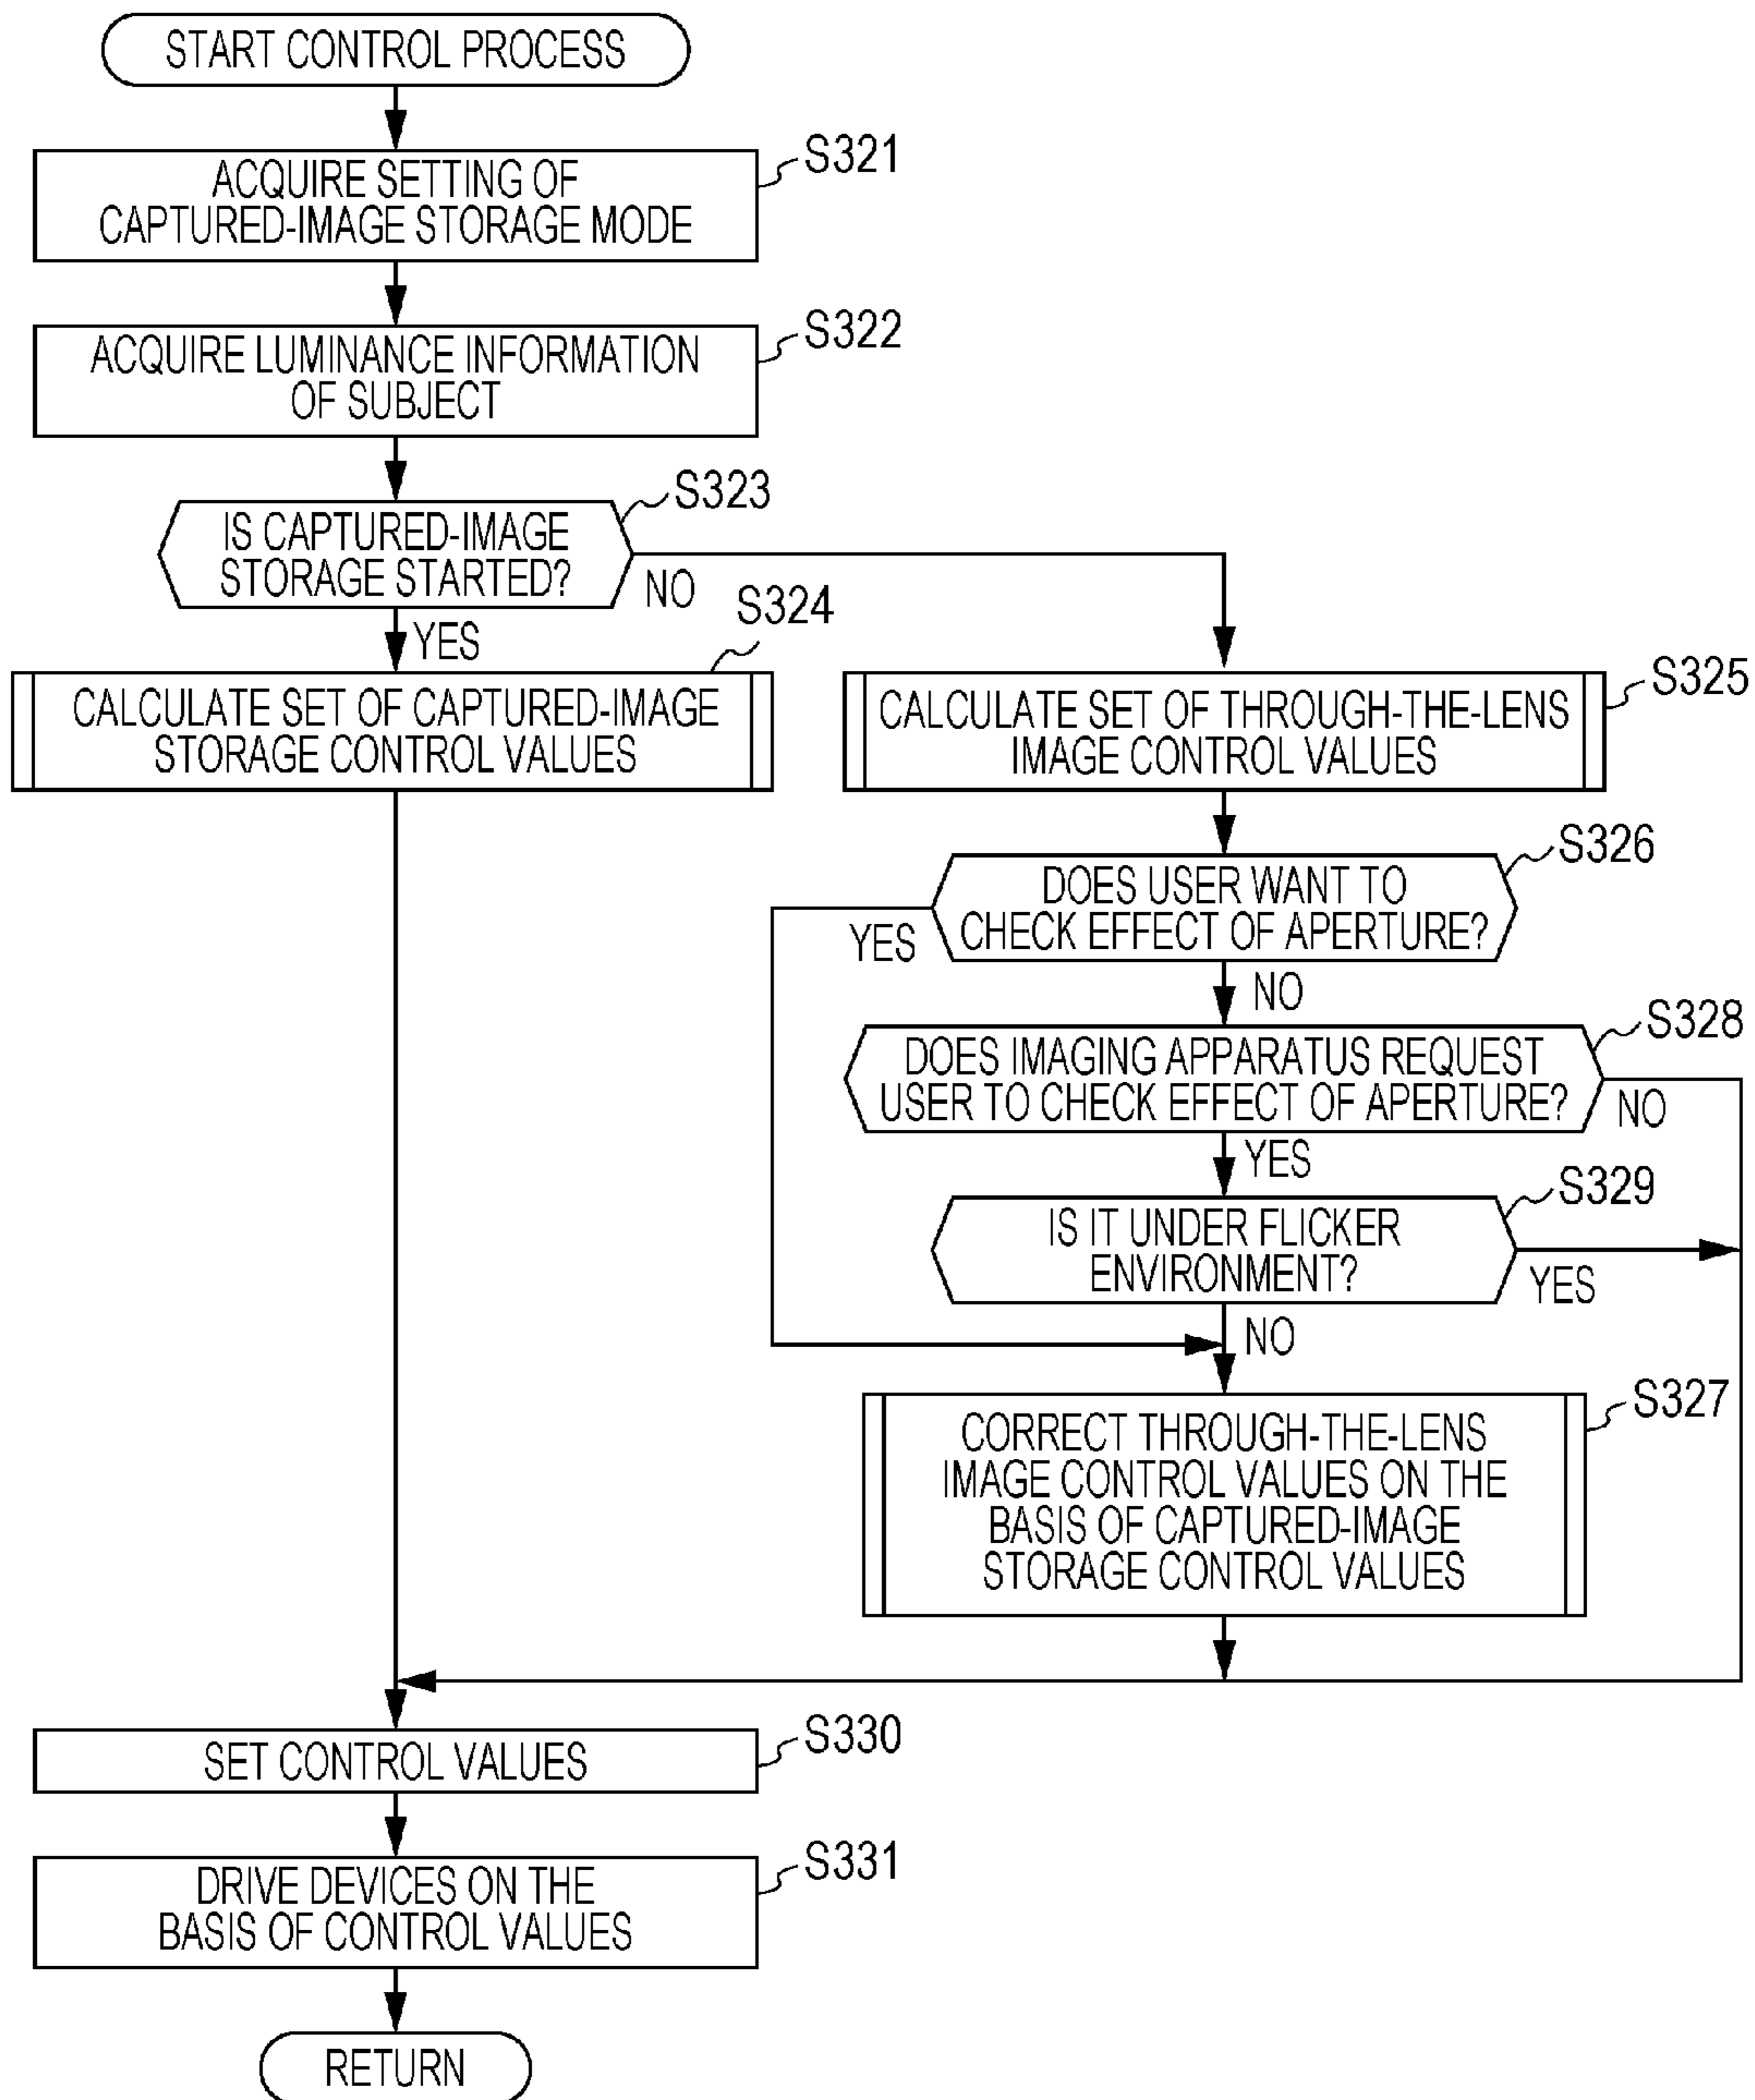 START CONTROL PROCESS
S321
ACQUIRE SETTING OF
CAPTURED-IMAGE STORAGE MODE
S322
ACQUIRE LUMINANCE INFORMATION
OF SUBJECT
S323
IS CAPTURED-IMAGE
STORAGE STARTED?
NO
YES
S324
CALCULATE SET OF CAPTURED-IMAGE
STORAGE CONTROL VALUES
S325
CALCULATE SET OF THROUGH-THE-LENS
IMAGE CONTROL VALUES
S326
DOES USER WANT TO
CHECK EFFECT OF APERTURE?
YES
NO
S328
DOES IMAGING APPARATUS REQUEST
USER TO CHECK EFFECT OF APERTURE?
NO
YES
S329
IS IT UNDER FLICKER
ENVIRONMENT?
YES
NO
S327
CORRECT THROUGH-THE-LENS
IMAGE CONTROL VALUES ON THE
BASIS OF CAPTURED-IMAGE
STORAGE CONTROL VALUES
S330
SET CONTROL VALUES
S331
DRIVE DEVICES ON THE
BASIS OF CONTROL VALUES
RETURN